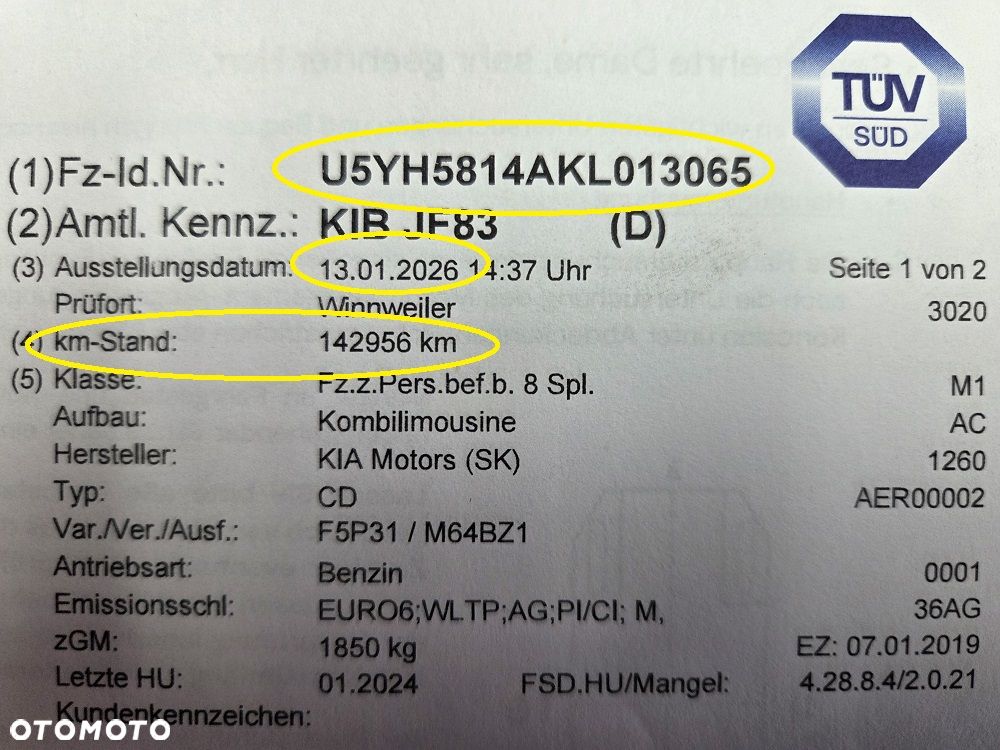 TÜV
SÜD
(1)Fz-Id.Nr.: U5YH5814AKL013065
(2)Amtl. Kennz.: KIB JF83 (D)
(3) Ausstellungsdatum: 13.01.2026 14:37 Uhr Seite 1 von 2
Prüfort: Winnweiler 3020
(4) km-Stand: 142956 km
(5) Klasse: Fz.z.Pers.bef.b. 8 Spl. M1
Aufbau: Kombilimousine AC
Hersteller: KIA Motors (SK) 1260
Typ: CD AER00002
Var./Ver./Ausf.: F5P31 / M64BZ1
Antriebsart: Benzin 0001
Emissionsschl: EURO6;WLTP;AG;PI/CI; M, 36AG
zGM: 1850 kg EZ: 07.01.2019
Letzte HU: 01.2024 FSD.HU/Mangel: 4.28.8.4/2.0.21
Kundenkennzeichen:
OTOMOTO